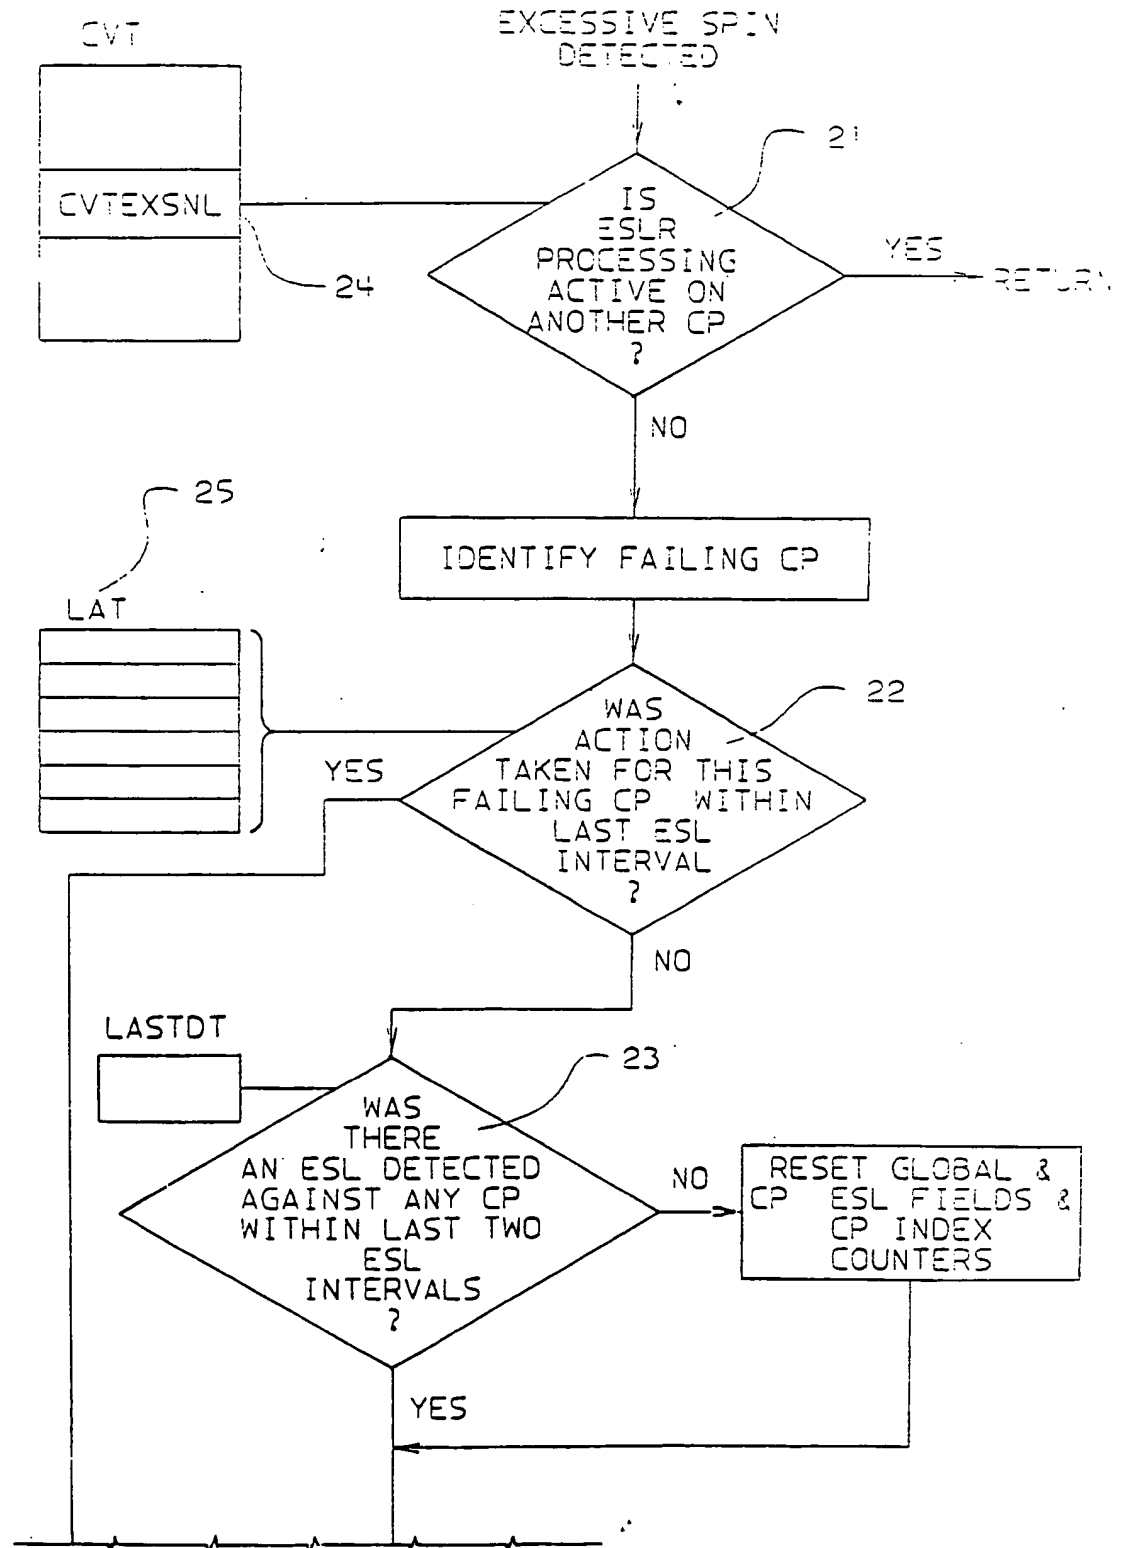 CVT
EXCESSIVE SPIN
DETECTED
21
CVTEXSNL
24
IS
ESLR
PROCESSING
ACTIVE ON
ANOTHER CP
?
YES
RETURN
NO
25
IDENTIFY FAILING CP
LAT
22
WAS
ACTION
TAKEN FOR THIS
FAILING CP WITHIN
LAST ESL
INTERVAL
?
YES
NO
LASTDT
23
WAS
THERE
AN ESL DETECTED
AGAINST ANY CP
WITHIN LAST TWO
ESL
INTERVALS
?
NO
RESET GLOBAL &
CP ESL FIELDS &
CP INDEX
COUNTERS
YES